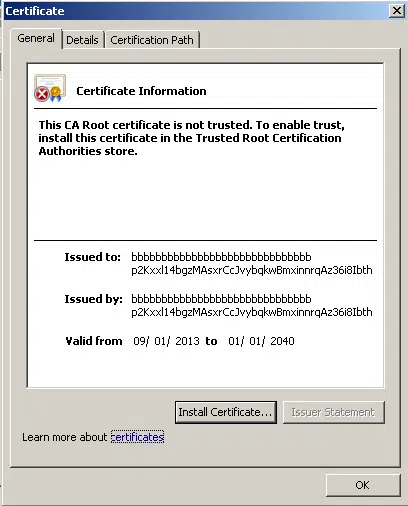 Certificate
General
Details
Certification Path
Certificate Information
This CA Root certificate is not trusted. To enable trust,
install this certificate in the Trusted Root Certification
Authorities store.
Issued to: bbbbbbbbbbbbbbbbbbbbbbbbbbbbbb
p2Kxxl14bgzMAsxrCcJvybqkwBmxinnrqAz36i8Ibth
Issued by: bbbbbbbbbbbbbbbbbbbbbbbbbbbbbb
p2Kxxl14bgzMAsxrCcJvybqkwBmxinnrqAz36i8Ibth
Valid from 09/ 01/ 2013 to 01/ 01/ 2040
Install Certificate...
Issuer Statement
Learn more about certificates
OK